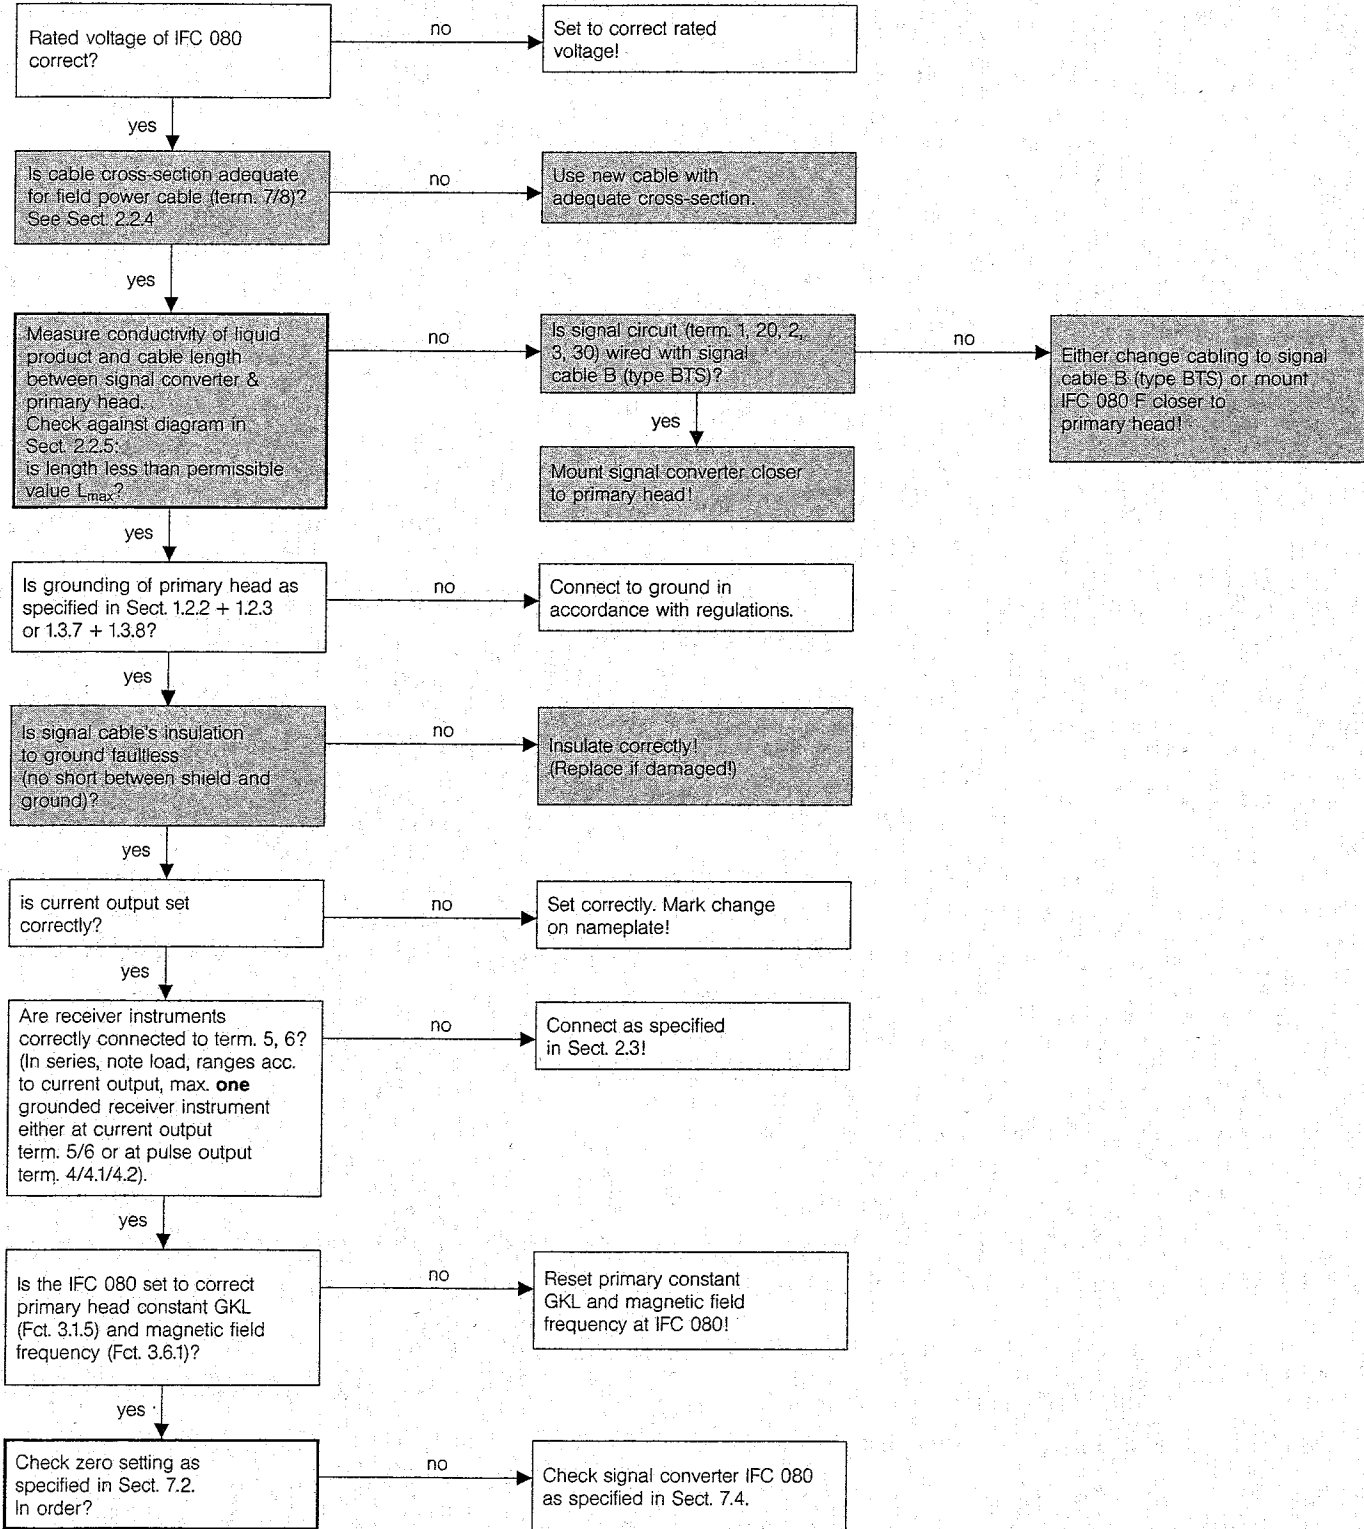 Rated voltage of IFC 080
correct?
no
Set to correct rated
voltage!
yes
Is cable cross-section adequate
for field power cable (term. 7/8)?
See Sect. 2.2.4
no
Use new cable with
adequate cross-section.
yes
Measure conductivity of liquid
product and cable length
between signal converter &
primary head.
Check against diagram in
Sect. 2.2.5:
is length less than permissible
value Lmax?
no
Is signal circuit (term. 1, 20, 2,
3, 30) wired with signal
cable B (type BTS)?
no
Either change cabling to signal
cable B (type BTS) or mount
IFC 080 F closer to
primary head!
yes
Mount signal converter closer
to primary head!
yes
Is grounding of primary head as
specified in Sect. 1.2.2 + 1.2.3
or 1.3.7 + 1.3.8?
no
Connect to ground in
accordance with regulations.
yes
Is signal cable's insulation
to ground faultless
(no short between shield and
ground)?
no
Insulate correctly!
(Replace if damaged!)
yes
is current output set
correctly?
no
Set correctly. Mark change
on nameplate!
yes
Are receiver instruments
correctly connected to term. 5, 6?
(In series, note load, ranges acc.
to current output, max. one
grounded receiver instrument
either at current output
term. 5/6 or at pulse output
term. 4/4.1/4.2).
no
Connect as specified
in Sect. 2.3!
yes
Is the IFC 080 set to correct
primary head constant GKL
(Fct. 3.1.5) and magnetic field
frequency (Fct. 3.6.1)?
no
Reset primary constant
GKL and magnetic field
frequency at IFC 080!
yes
Check zero setting as
specified in Sect. 7.2.
In order?
no
Check signal converter IFC 080
as specified in Sect. 7.4.